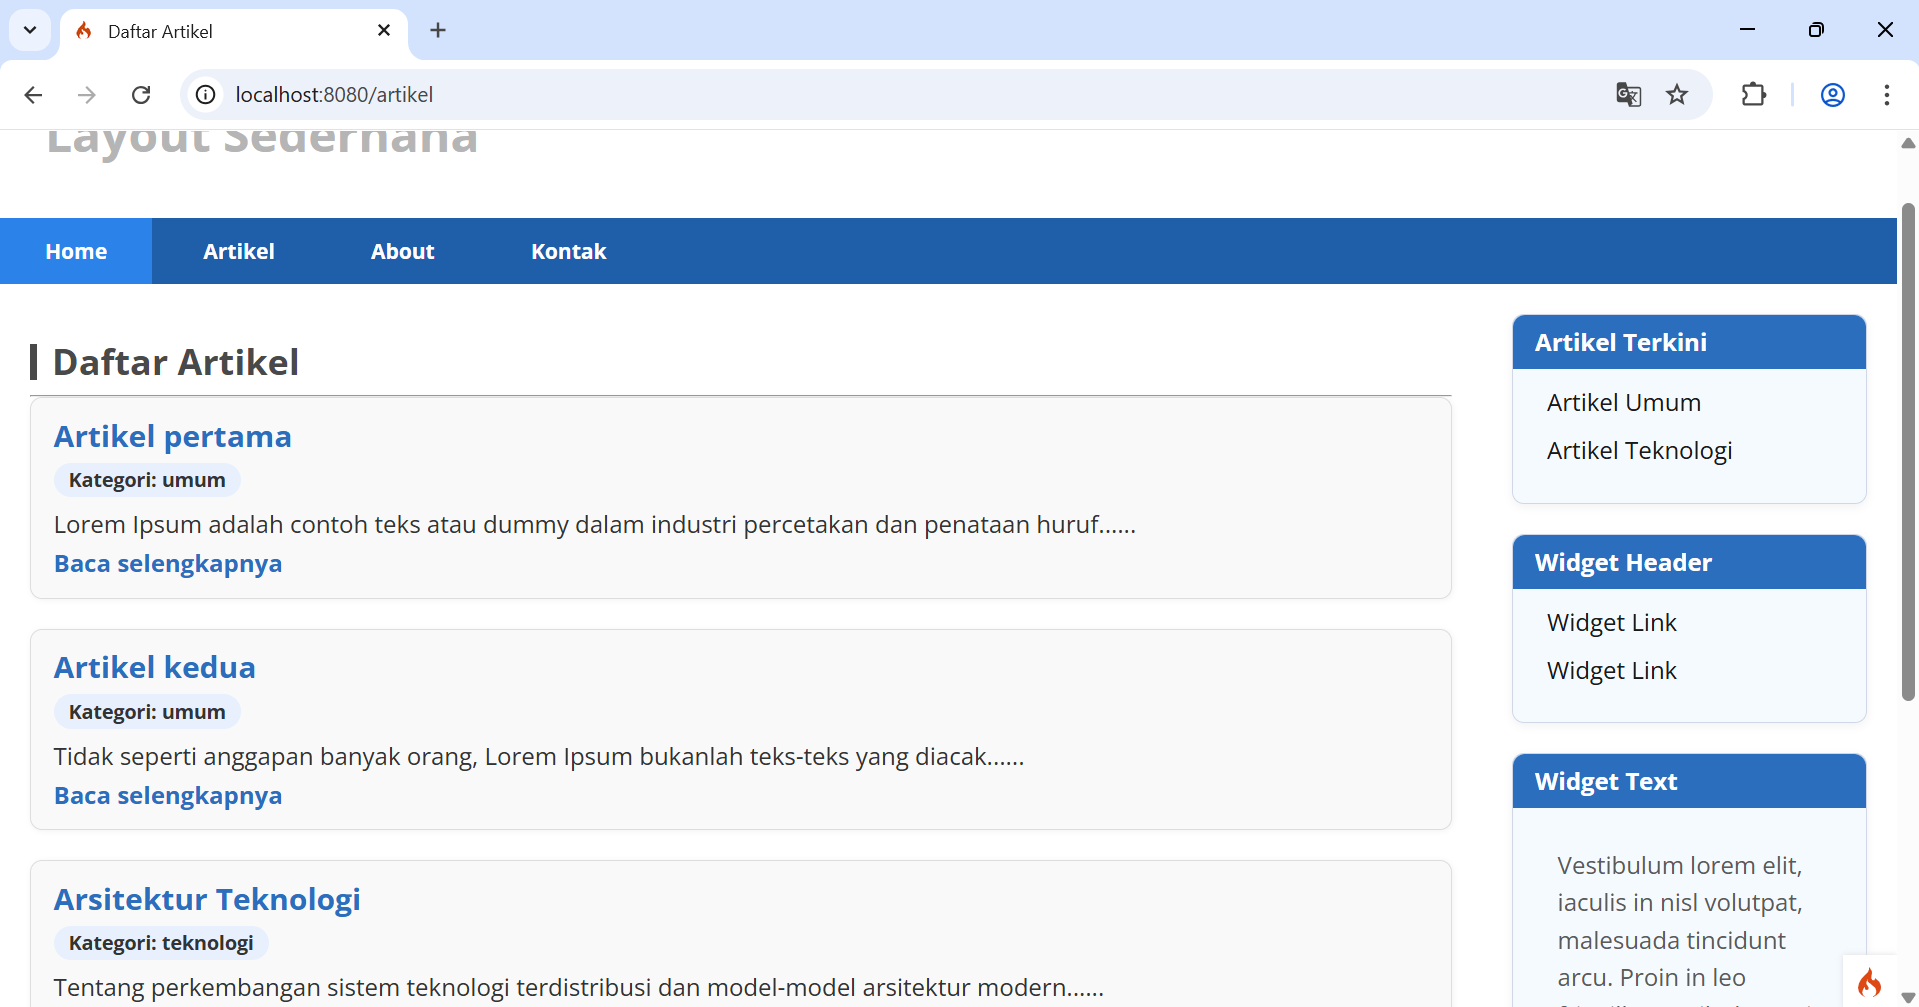 Daftar Artikel
localhost:8080/artikel
Layout Sederhana
Home Artikel About Kontak
Daftar Artikel
Artikel pertama
Kategori: umum
Lorem Ipsum adalah contoh teks atau dummy dalam industri percetakan dan penataan huruf......
Baca selengkapnya
Artikel kedua
Kategori: umum
Tidak seperti anggapan banyak orang, Lorem Ipsum bukanlah teks-teks yang diacak......
Baca selengkapnya
Arsitektur Teknologi
Kategori: teknologi
Tentang perkembangan sistem teknologi terdistribusi dan model-model arsitektur modern......
Artikel Terkini
Artikel Umum
Artikel Teknologi
Widget Header
Widget Link
Widget Link
Widget Text
Vestibulum lorem elit,
iaculis in nisl volutpat,
malesuada tincidunt
arcu. Proin in leo